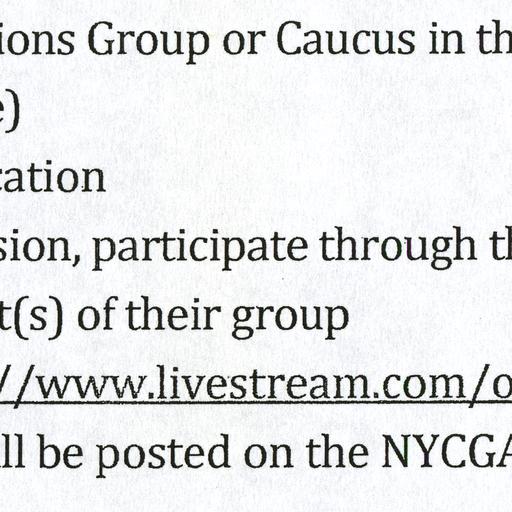 ions Group or Caucus in th
e)
ation
sion, participate through th
t(s) of their group
//www.livestream.com/o
ll be posted on the NYCGA